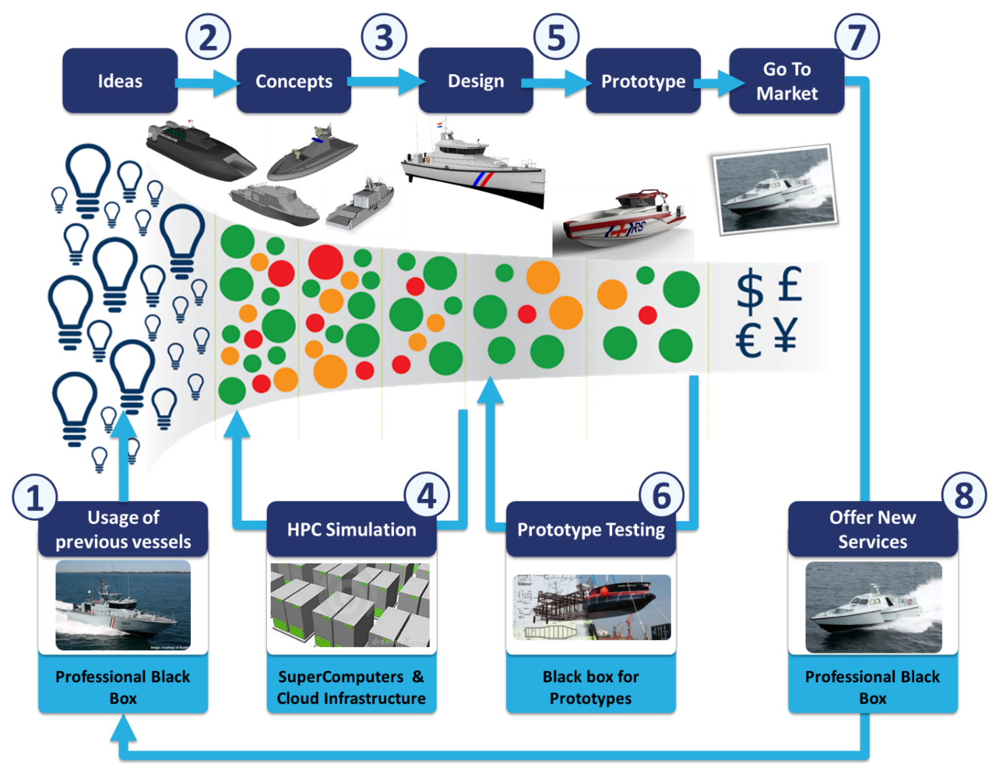 2
3
5
7
Ideas
Concepts
Design
Prototype
Go To
Market
RS
$ £
€ ¥
1
4
6
8
Usage of
previous vessels
HPC Simulation
Prototype Testing
Offer New
Services
dreamstime
Professional Black
Box
SuperComputers &
Cloud Infrastructure
Black box for
Prototypes
Professional Black
Box